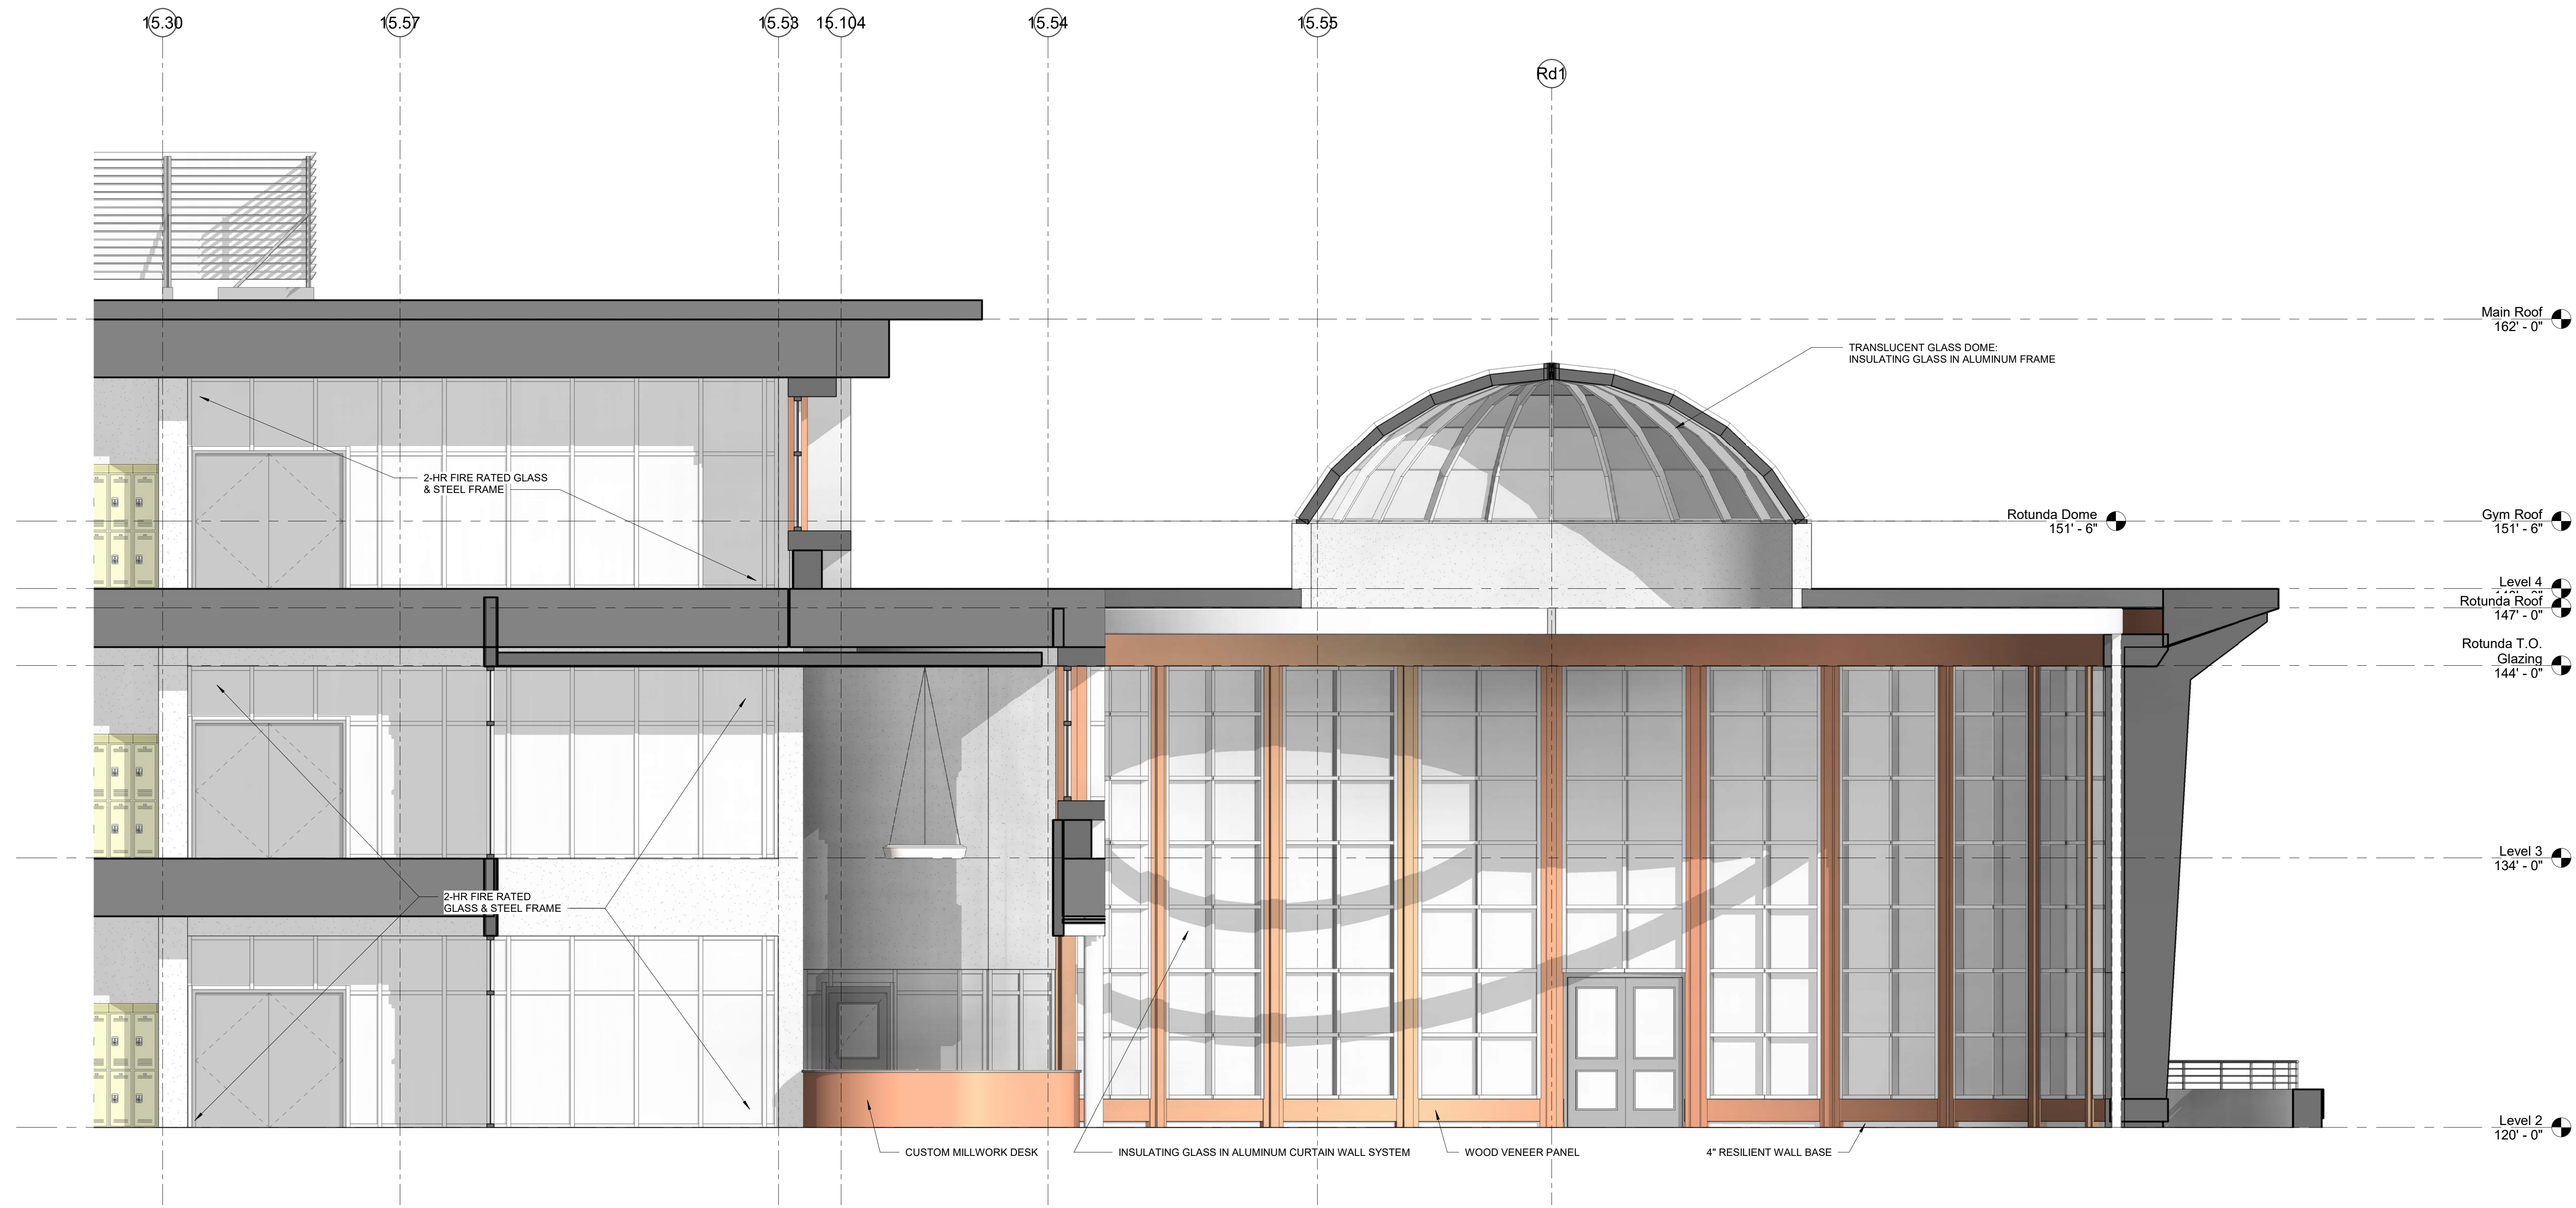 15.30
15.57
15.53
15.104
15.54
15.55
Rd1
Main Roof
162' - 0"
TRANSLUCENT GLASS DOME:
INSULATING GLASS IN ALUMINUM FRAME
2-HR FIRE RATED GLASS
& STEEL FRAME
Rotunda Dome
151' - 6"
Gym Roof
151' - 6"
Level 4
Rotunda Roof
147' - 0"
Rotunda T.O.
Glazing
144' - 0"
Level 3
134' - 0"
2-HR FIRE RATED
GLASS & STEEL FRAME
Level 2
120' - 0"
CUSTOM MILLWORK DESK
INSULATING GLASS IN ALUMINUM CURTAIN WALL SYSTEM
WOOD VENEER PANEL
4" RESILIENT WALL BASE